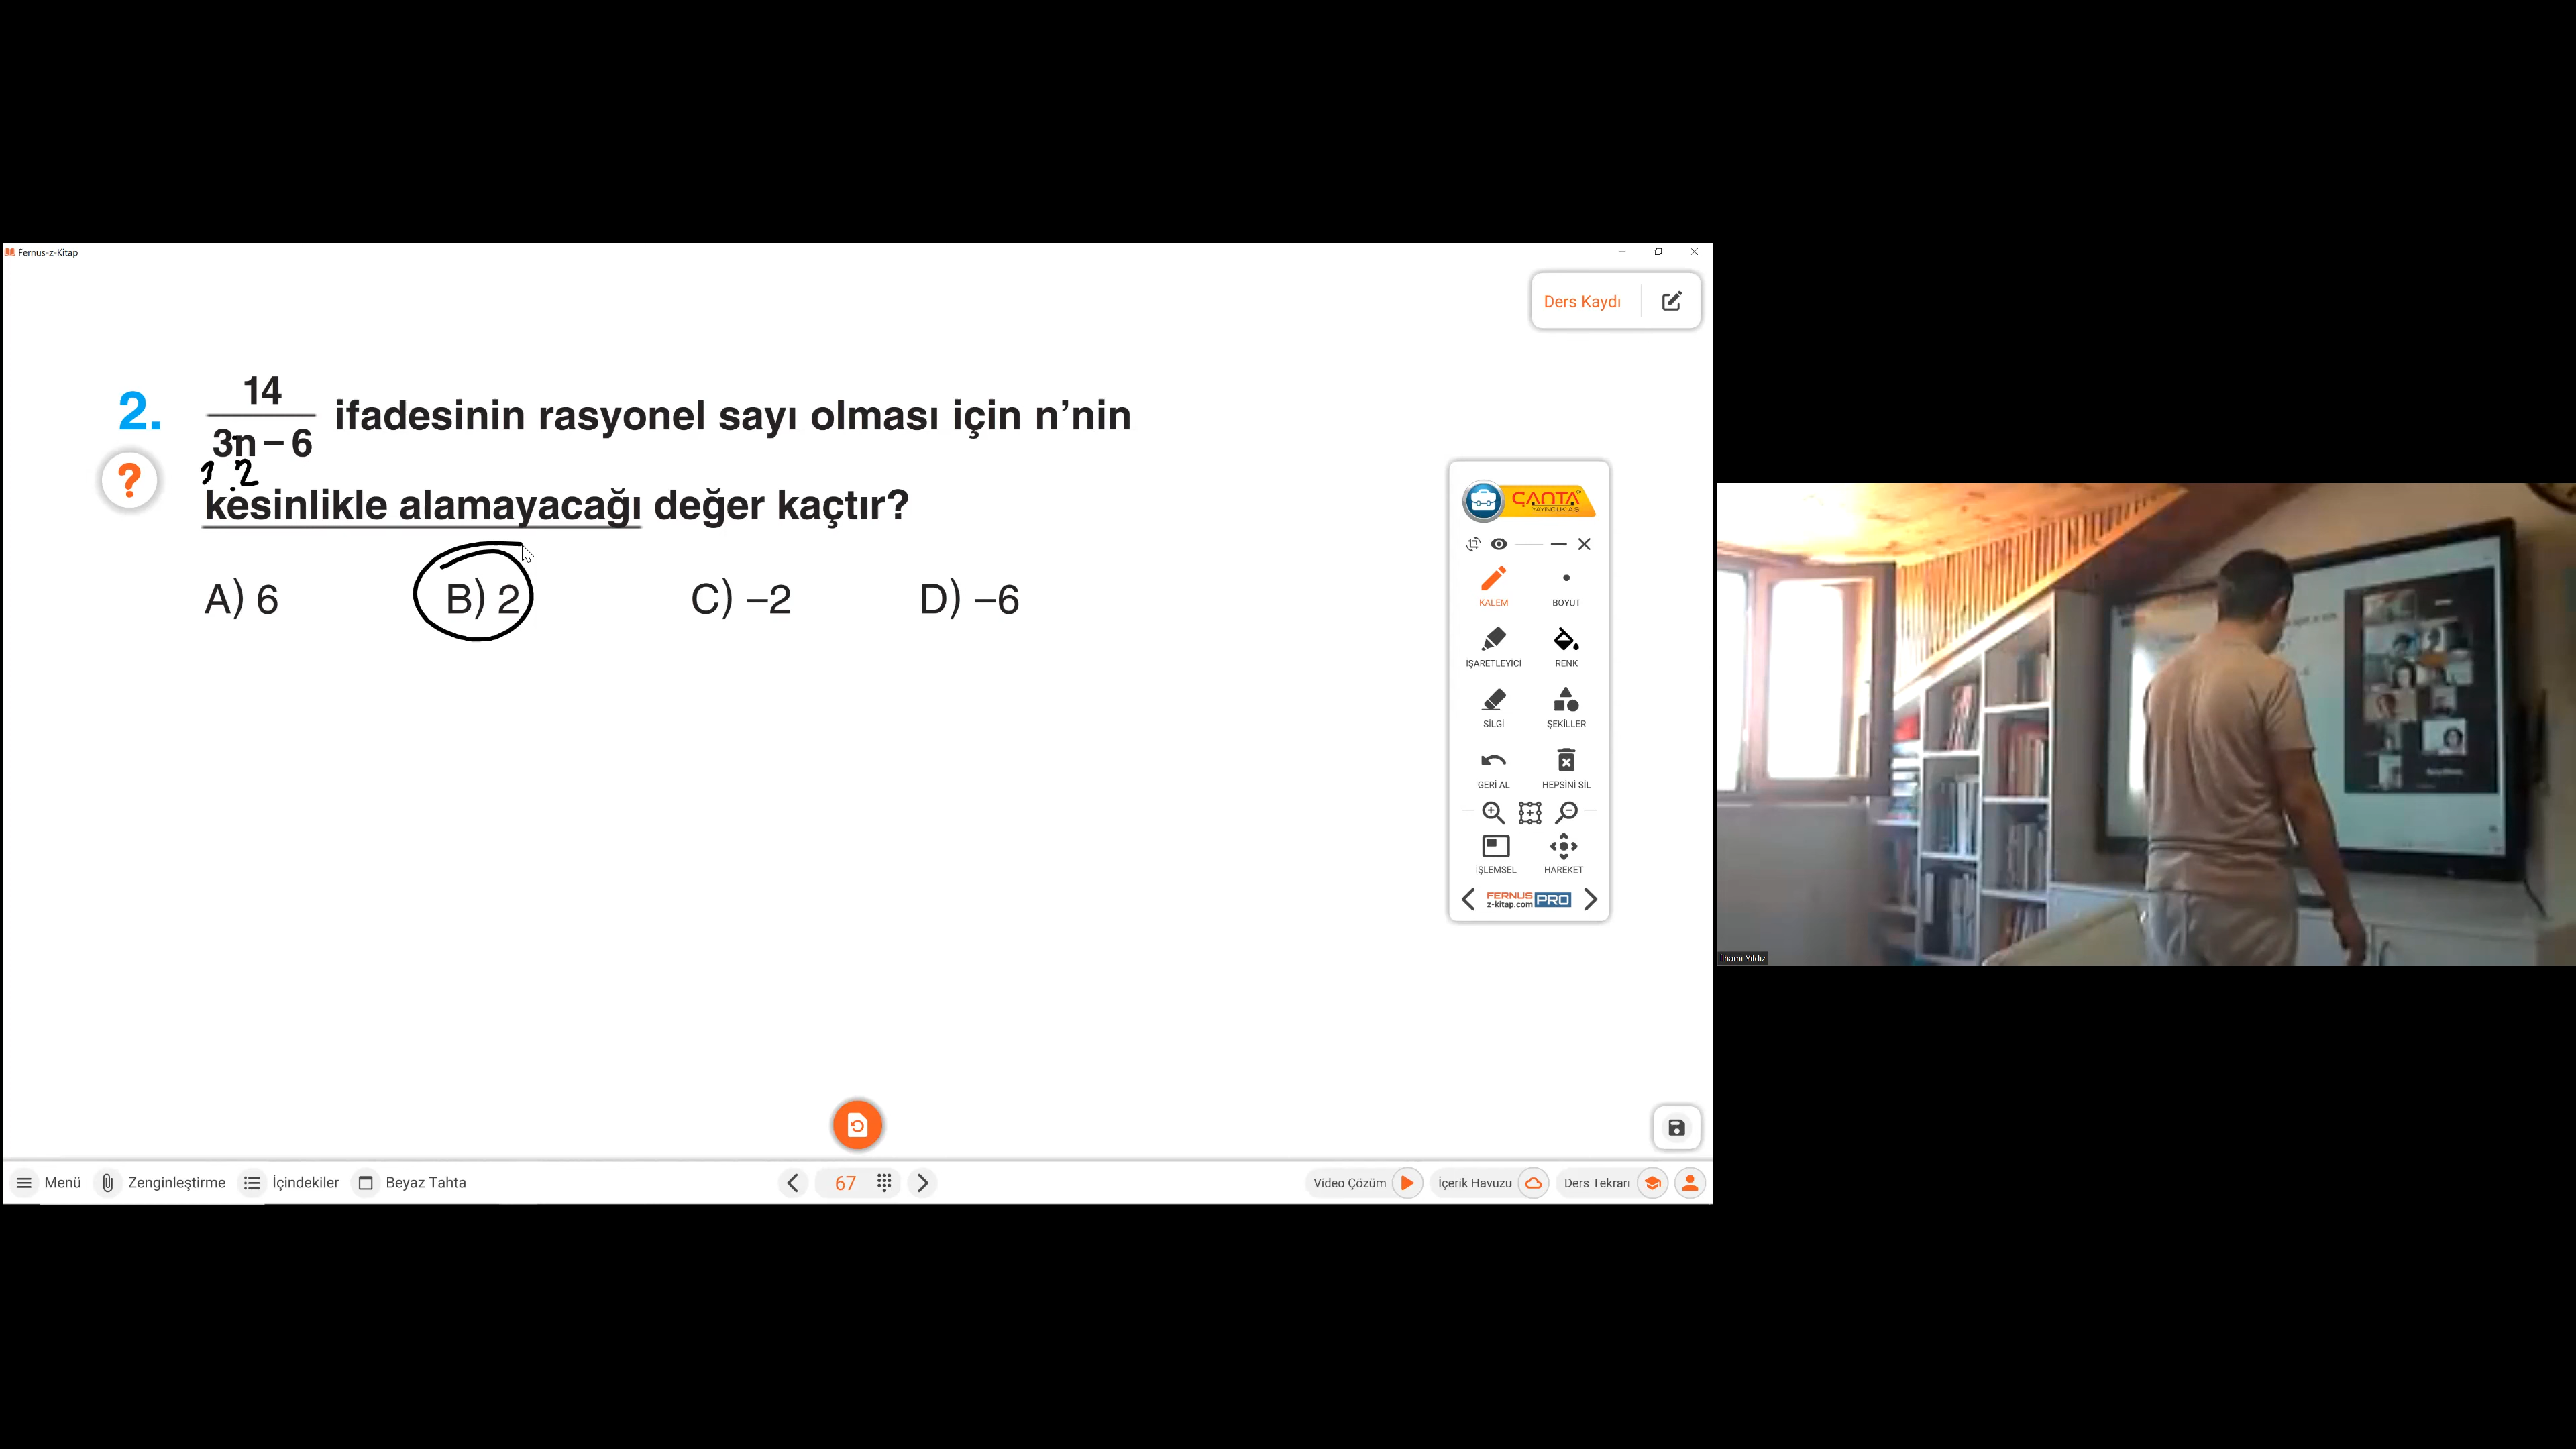 Fernus-z-Kitap
Ders Kaydı
2. 14 / 3n – 6 ifadesinin rasyonel sayı olması için n’nin
3 . 2
kesinlikle alamayacağı değer kaçtır?
A) 6 B) 2 C) –2 D) –6
ÇANTA
YAYINCILIK A.Ş.
KALEM BOYUT
İŞARETLEYİCİ RENK
SİLGİ ŞEKİLLER
GERİ AL HEPSİNİ SİL
İŞLEMSEL HAREKET
FERNUS
z-kitap.com PRO
İlhami Yıldız
Menü Zenginleştirme İçindekiler Beyaz Tahta 67 Video Çözüm İçerik Havuzu Ders Tekrarı